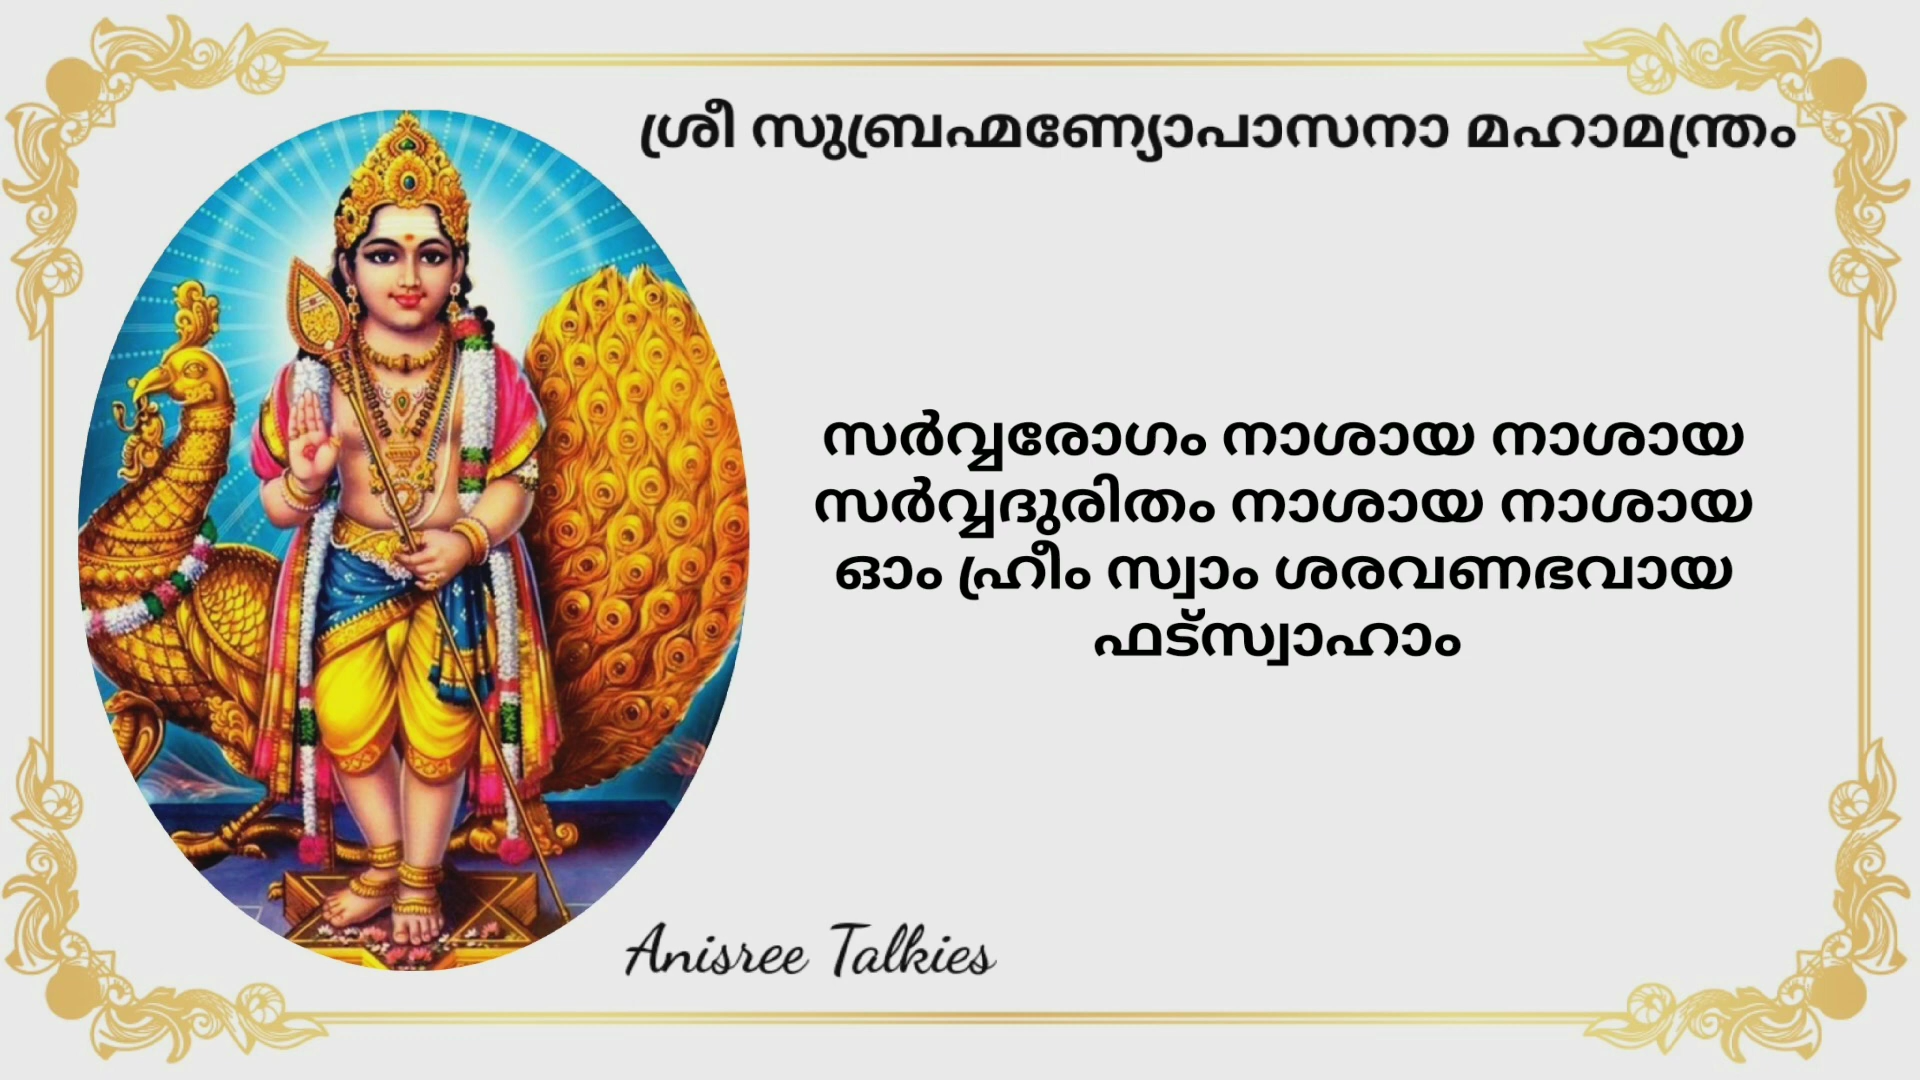 ശ്രീ സുബ്രഹ്മണ്യോപാസനാ മഹാമന്ത്രം
സർവ്വരോഗം നാശായ നാശായ
സർവ്വദുരിതം നാശായ നാശായ
ഓം ഹ്രീം സ്വാം ശരവണഭവായ
ഫട്സ്വാഹാം
Anisree Talkies